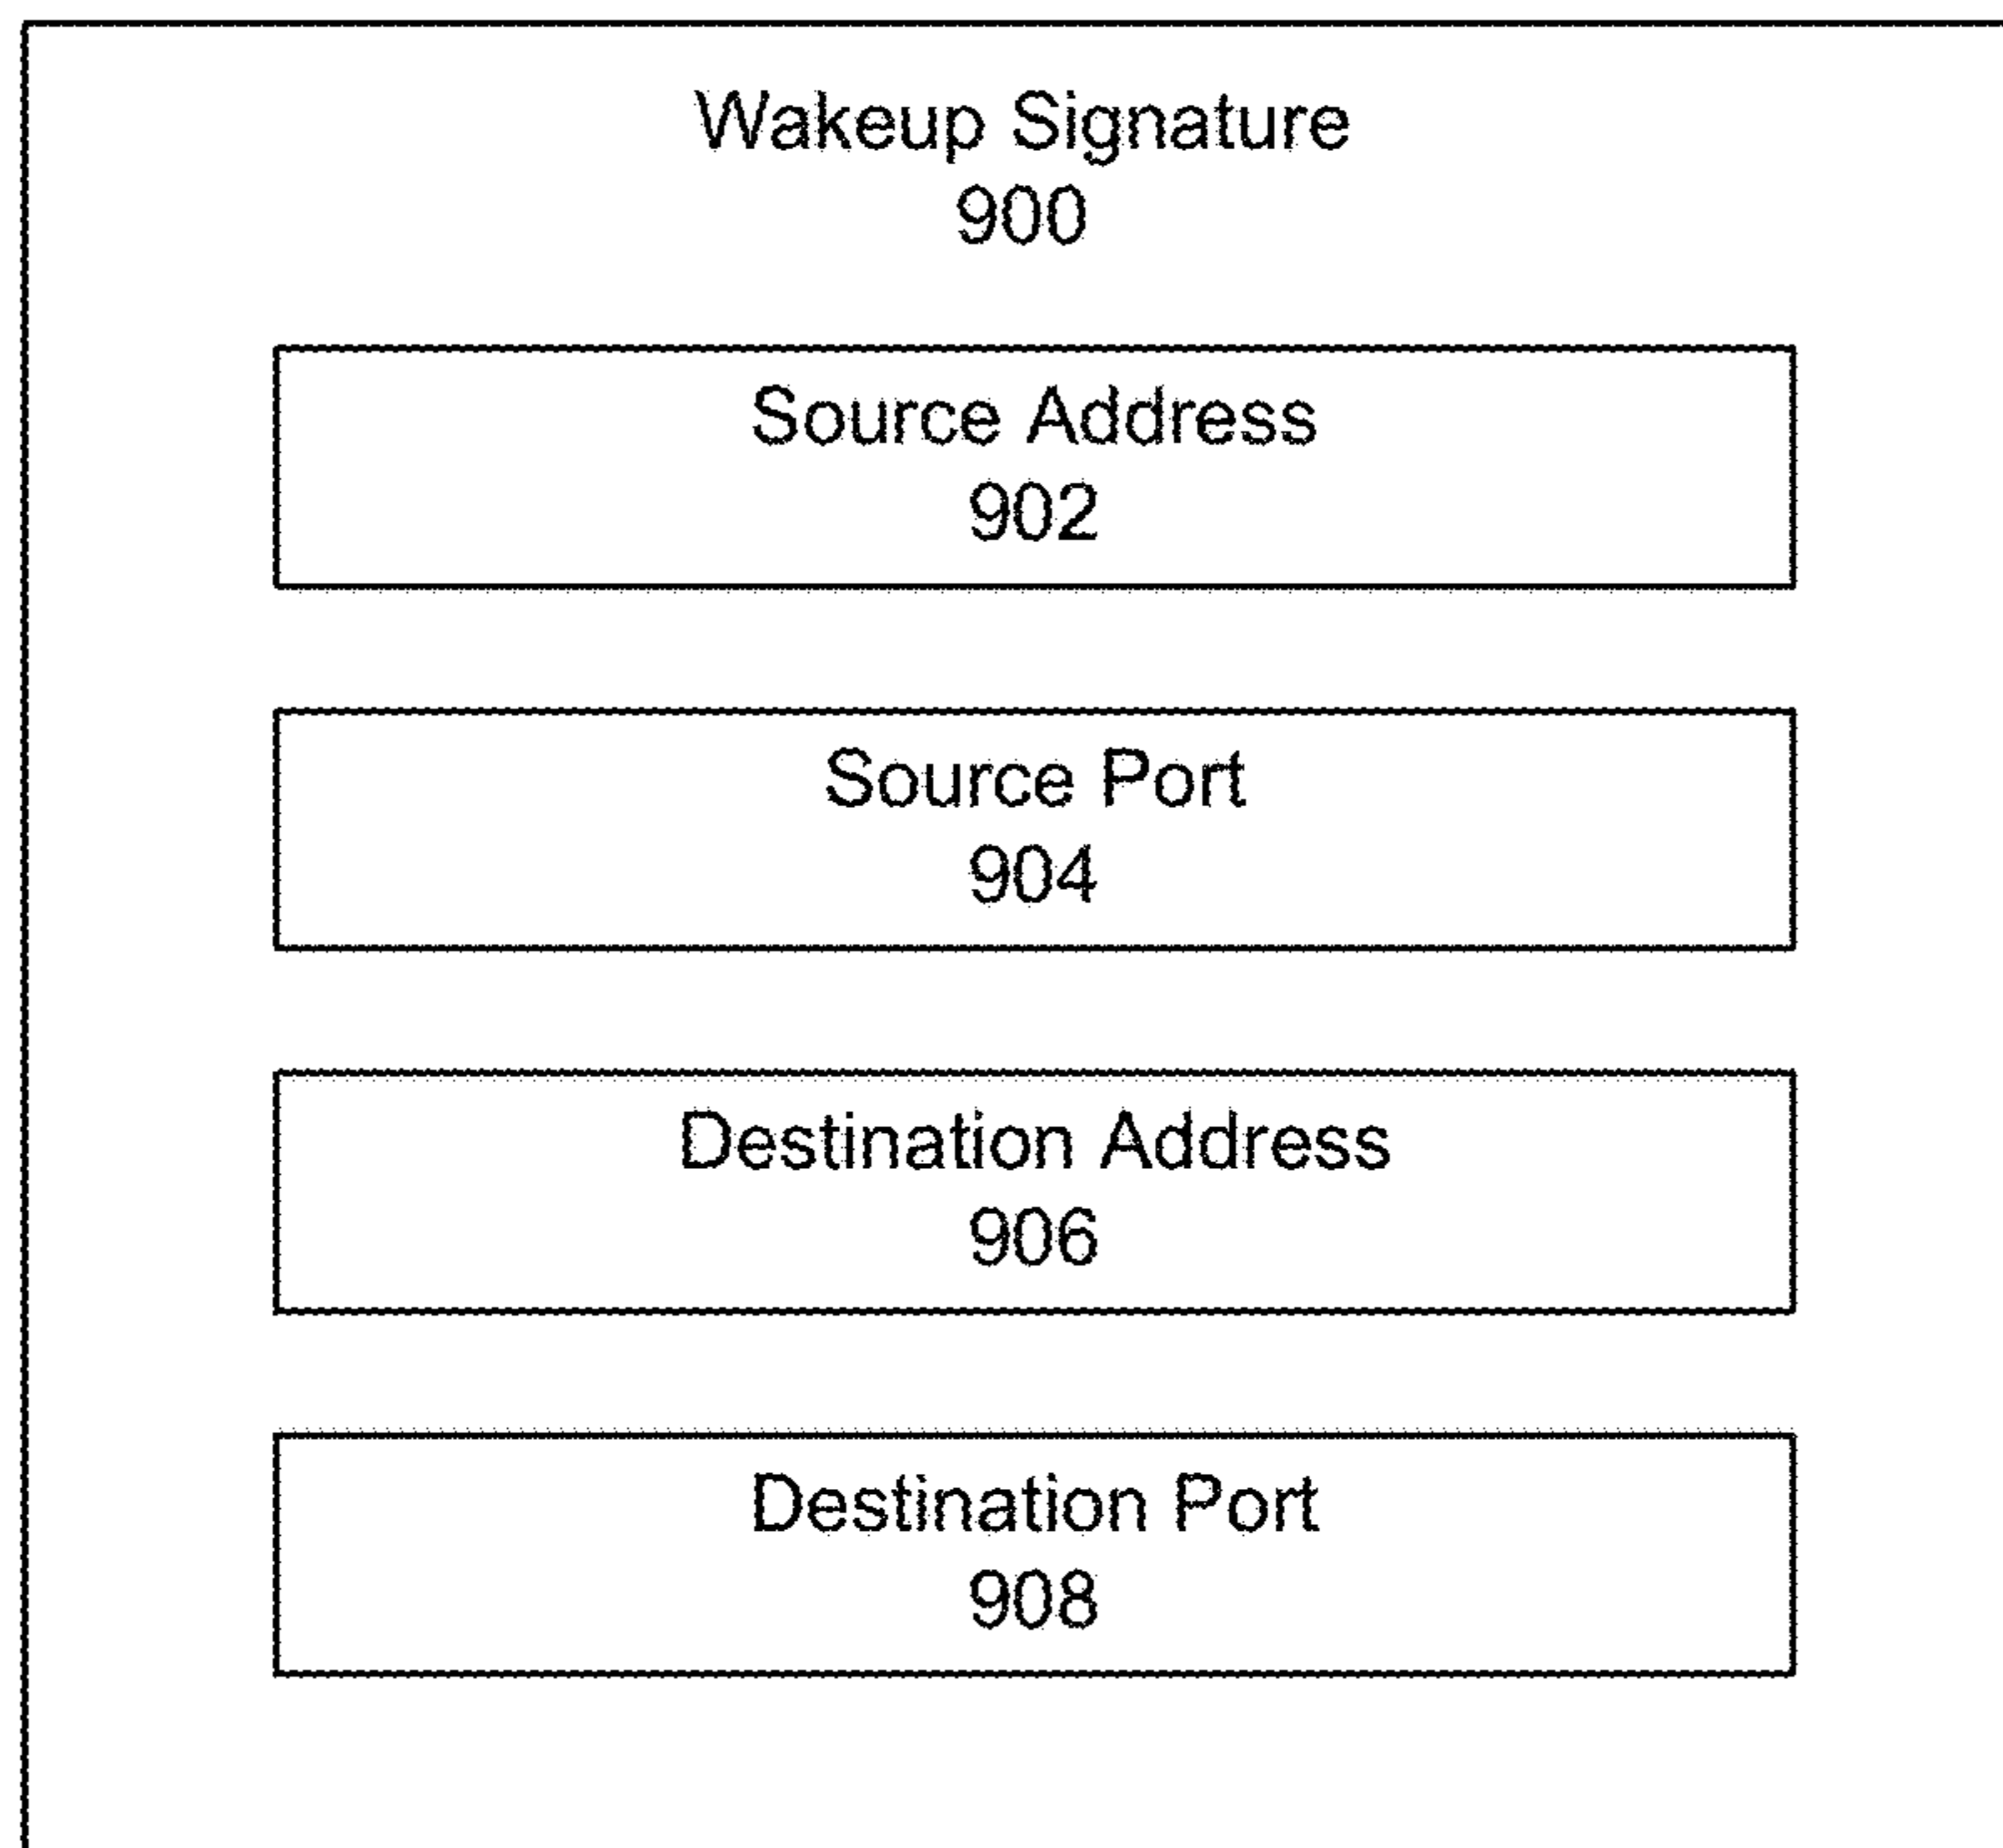 Wakeup Signature
900
Source Address
902
Source Port
904
Destination Address
906
Destination Port
908